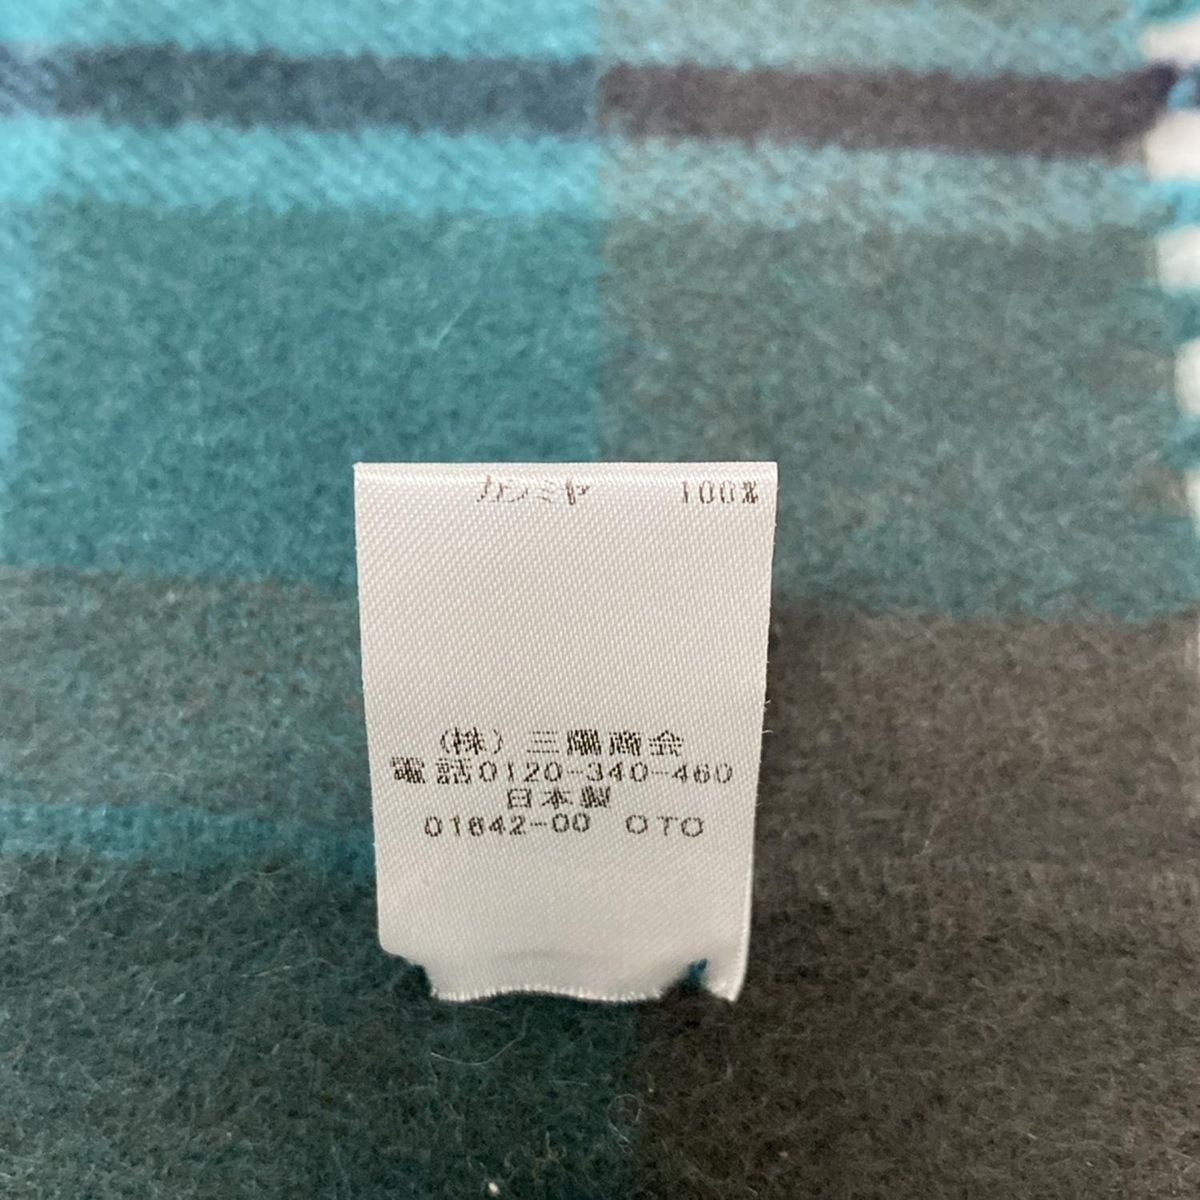 カシミヤ 100%
(株) 三陽商会
電話0120-340-460
日本製
01642-00 OTO